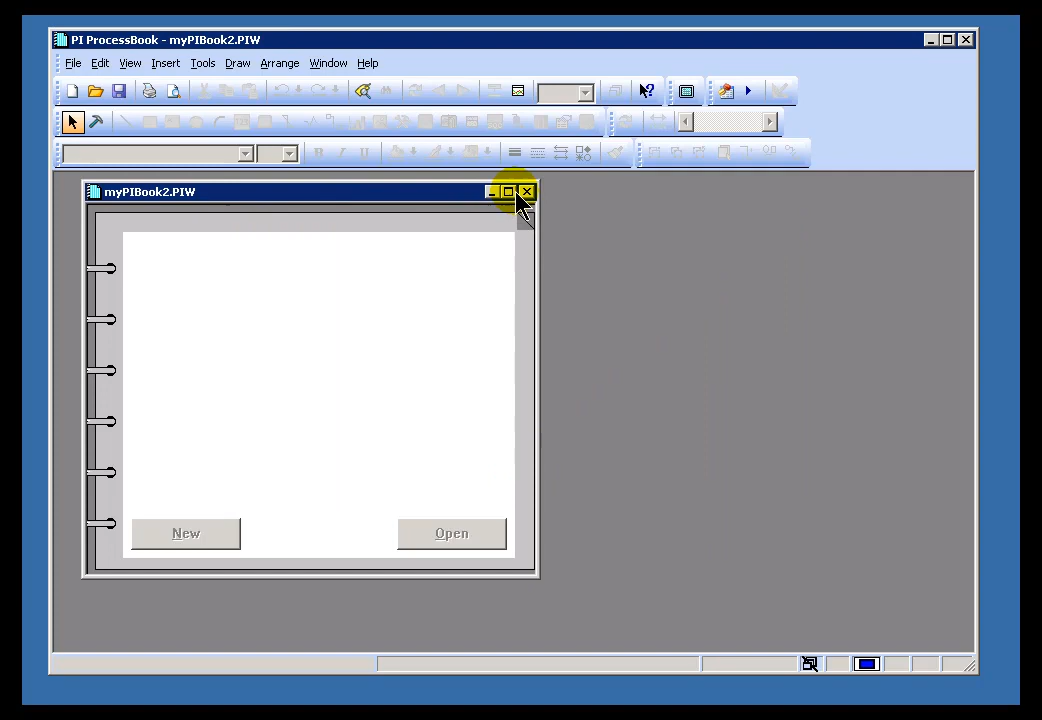 PI ProcessBook - myPIBook2.PIW
File Edit View Insert Tools Draw Arrange Window Help
B I U
myPIBook2.PIW
New Open